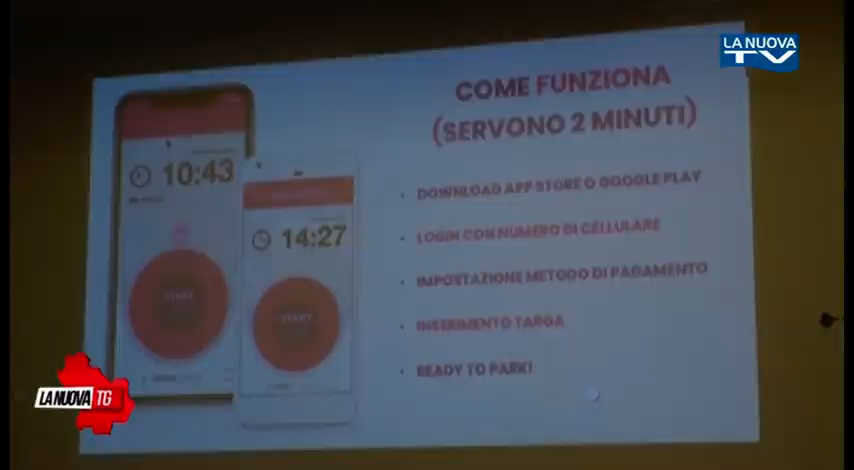 LA NUOVA
TV
COME FUNZIONA
(SERVONO 2 MINUTI)
10:43
14:27
START
START
• DOWNLOAD APP STORE O GOOGLE PLAY
• LOGIN CON NUMERO DI CELLULARE
• IMPOSTAZIONE METODO DI PAGAMENTO
• INSERIMENTO TARGA
• READY TO PARK!
LA NUOVA TG